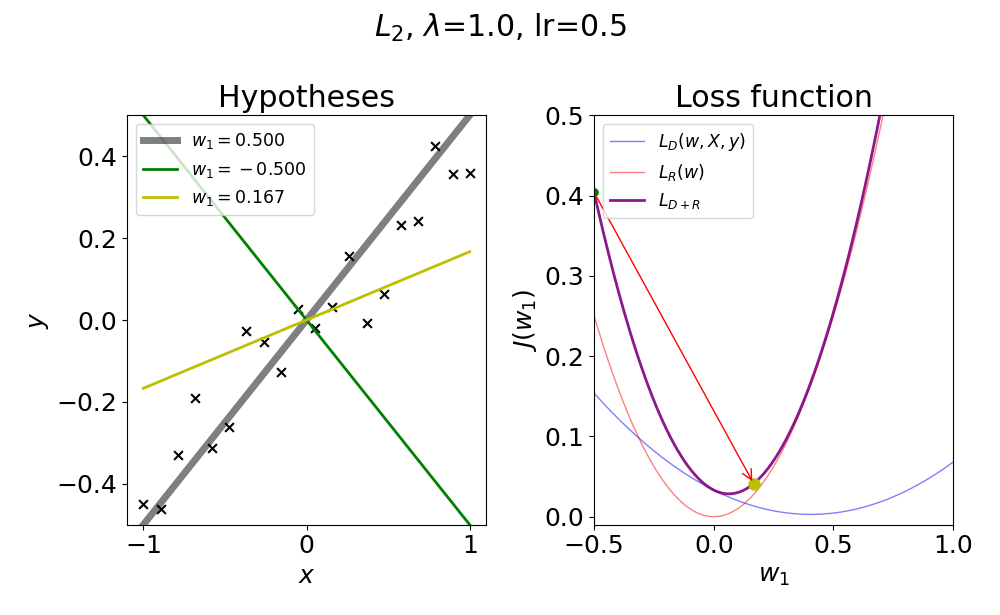 L₂, λ=1.0, lr=0.5
Hypotheses
w₁ = 0.500
w₁ = −0.500
w₁ = 0.167
0.4
0.2
0.0
−0.2
−0.4
y
−1
0
1
x
Loss function
L_D(w, X, y)
L_R(w)
L_{D+R}
0.5
0.4
0.3
0.2
0.1
0.0
J(w₁)
−0.5
0.0
0.5
1.0
w₁